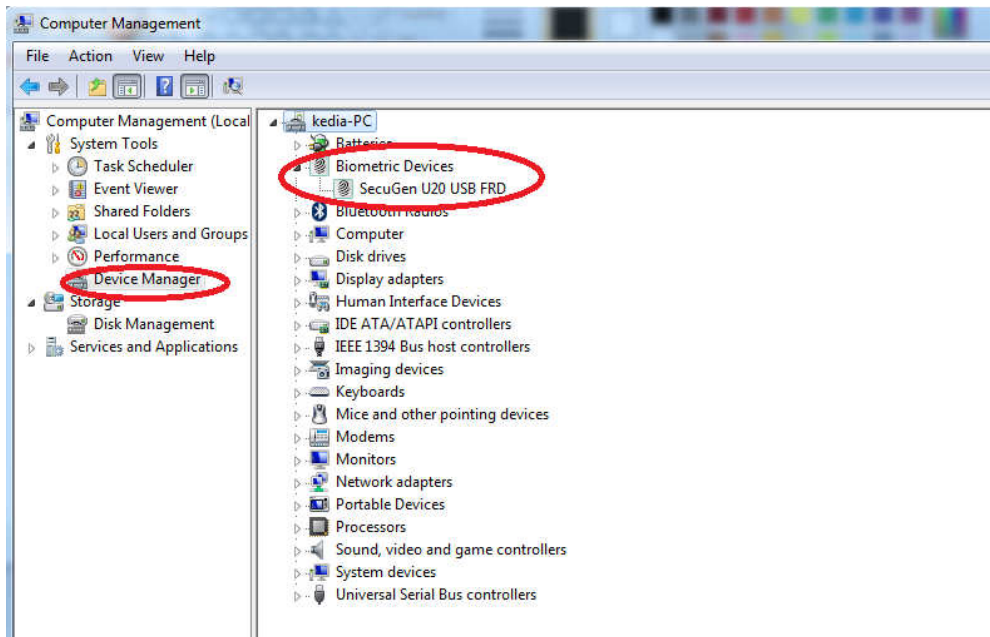 Computer Management
File Action View Help
Computer Management (Local
System Tools
Task Scheduler
Event Viewer
Shared Folders
Local Users and Groups
Performance
Device Manager
Storage
Disk Management
Services and Applications
kedia-PC
Batteries
Biometric Devices
SecuGen U20 USB FRD
Bluetooth Radios
Computer
Disk drives
Display adapters
Human Interface Devices
IDE ATA/ATAPI controllers
IEEE 1394 Bus host controllers
Imaging devices
Keyboards
Mice and other pointing devices
Modems
Monitors
Network adapters
Portable Devices
Processors
Sound, video and game controllers
System devices
Universal Serial Bus controllers